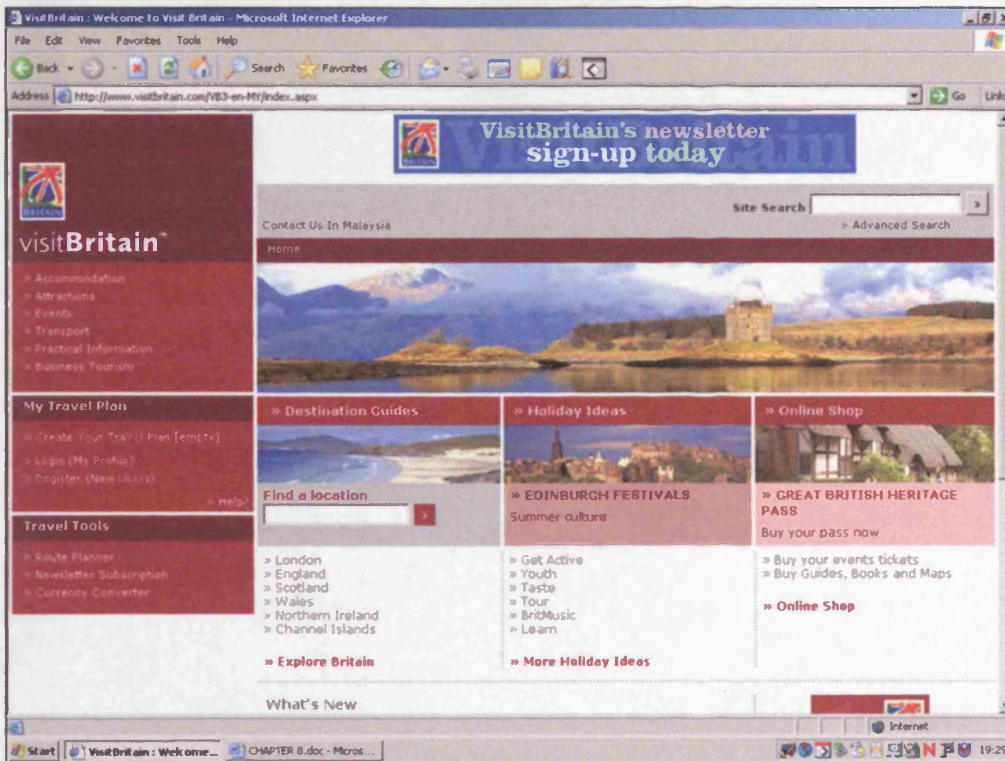 VisitBritain : Welcome to Visit Britain - Microsoft Internet Explorer
File Edit View Favorites Tools Help
Back Search Favorites
Address http://www.visitbritain.com/VB3-en-MY/index.aspx Go Links
VisitBritain's newsletter
sign-up today
BRITAIN
BRITAIN
visitBritain™
Site Search >
Contact Us In Malaysia » Advanced Search
Home
» Accommodation
» Attractions
» Events
» Transport
» Practical Information
» Business Tourism
My Travel Plan
» Create Your Travel Plan [empty]
» Login (My Profile)
» Register (New Users)
» Help?
Travel Tools
» Route Planner
» Newsletter Subscription
» Currency Converter
» Destination Guides
Find a location
» London
» England
» Scotland
» Wales
» Northern Ireland
» Channel Islands
» Explore Britain
» Holiday Ideas
» EDINBURGH FESTIVALS
Summer culture
» Get Active
» Youth
» Taste
» Tour
» BritMusic
» Learn
» More Holiday Ideas
» Online Shop
» GREAT BRITISH HERITAGE
PASS
Buy your pass now
» Buy your events tickets
» Buy Guides, Books and Maps
» Online Shop
What's New
Internet
Start VisitBritain : Welcome... CHAPTER 8.doc - Micros... N 19:29